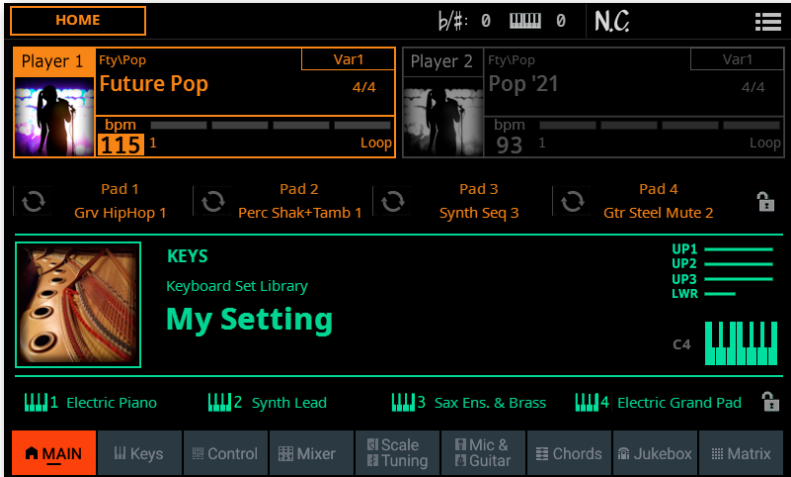 HOME
♭/♯: 0 0 N.C.
Player 1 Fty\Pop Var1
Future Pop 4/4
bpm
115 1 Loop
Player 2 Fty\Pop Var1
Pop '21 4/4
bpm
93 1 Loop
Pad 1
Grv HipHop 1
Pad 2
Perc Shak+Tamb 1
Pad 3
Synth Seq 3
Pad 4
Gtr Steel Mute 2
KEYS
Keyboard Set Library
My Setting
UP1
UP2
UP3
LWR
C4
1 Electric Piano
2 Synth Lead
3 Sax Ens. & Brass
4 Electric Grand Pad
MAIN
Keys
Control
Mixer
Scale
Tuning
Mic &
Guitar
Chords
Jukebox
Matrix